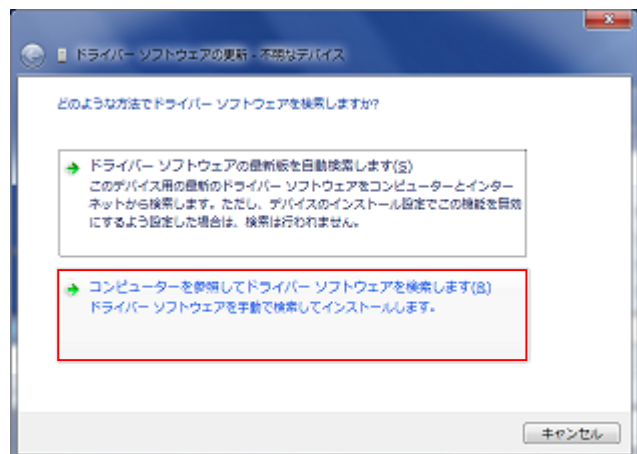 ドライバー ソフトウェアの更新 - 不明なデバイス
どのような方法でドライバー ソフトウェアを検索しますか?
ドライバー ソフトウェアの最新版を自動検索します(S)
このデバイス用の最新のドライバー ソフトウェアをコンピューターとインター
ネットから検索します。ただし、デバイスのインストール設定でこの機能を無効
にするよう設定した場合は、検索は行われません。
コンピューターを参照してドライバー ソフトウェアを検索します(R)
ドライバー ソフトウェアを手動で検索してインストールします。
キャンセル